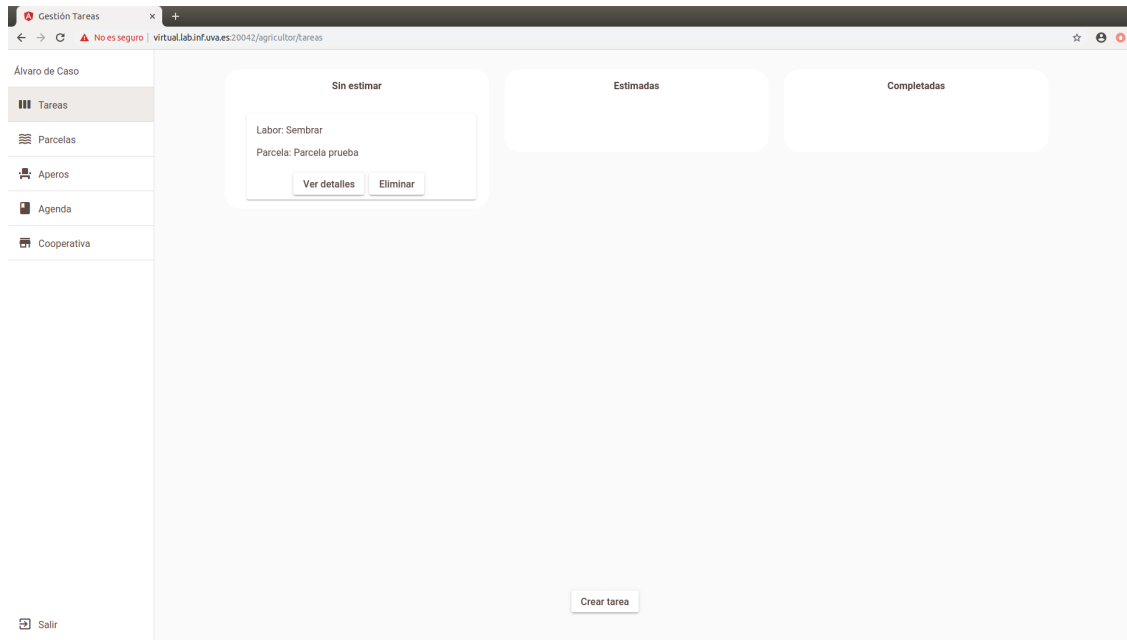 Gestión Tareas
No es seguro | virtual.lab.inf.uva.es:20042/agricultor/tareas
Álvaro de Caso
Tareas
Parcelas
Aperos
Agenda
Cooperativa
Salir
Sin estimar
Labor: Sembrar
Parcela: Parcela prueba
Ver detalles Eliminar
Estimadas
Completadas
Crear tarea